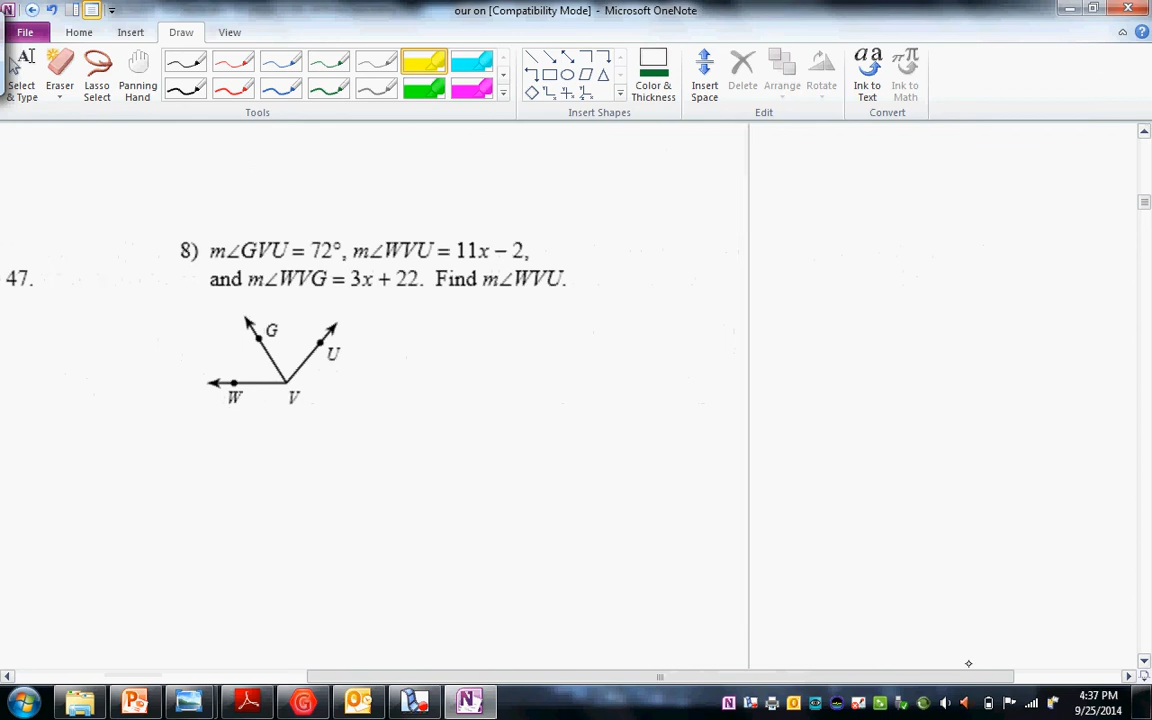 our on [Compatibility Mode] - Microsoft OneNote
File Home Insert Draw View
Select & Type
Eraser
Lasso Select
Panning Hand
Color & Thickness
Insert Space
Delete
Arrange
Rotate
Ink to Text
Ink to Math
Tools
Insert Shapes
Edit
Convert
8) m∠GVU = 72°, m∠WVU = 11x − 2,
47. and m∠WVG = 3x + 22. Find m∠WVU.
G
U
W V
4:37 PM
9/25/2014